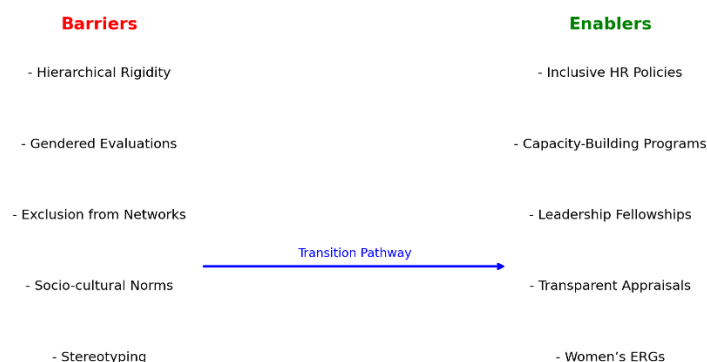 Barriers
Enablers
- Hierarchical Rigidity
- Inclusive HR Policies
- Gendered Evaluations
- Capacity-Building Programs
- Exclusion from Networks
- Leadership Fellowships
Transition Pathway
- Socio-cultural Norms
- Transparent Appraisals
- Stereotyping
- Women’s ERGs